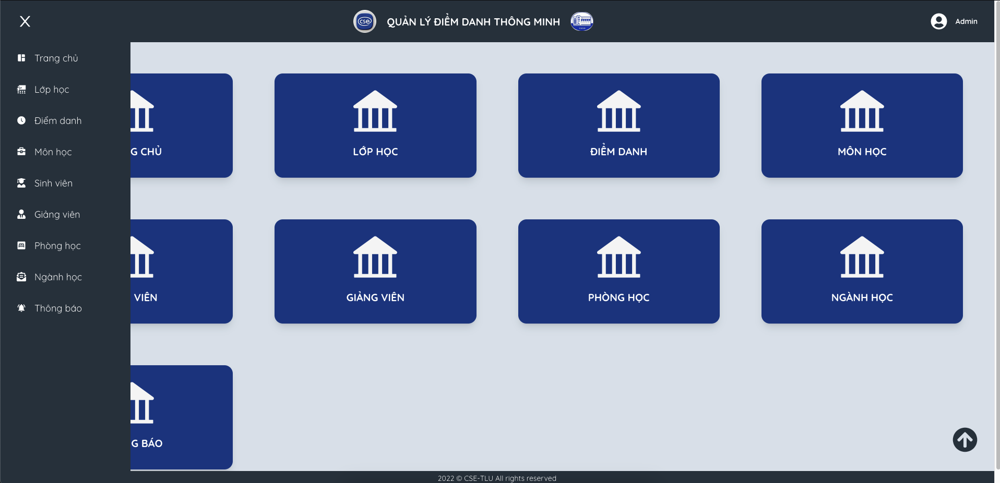 X
cse
QUẢN LÝ ĐIỂM DANH THÔNG MINH
Admin
Trang chủ
Lớp học
Điểm danh
Môn học
Sinh viên
Giảng viên
Phòng học
Ngành học
Thông báo
G CHỦ
LỚP HỌC
ĐIỂM DANH
MÔN HỌC
VIÊN
GIẢNG VIÊN
PHÒNG HỌC
NGÀNH HỌC
G BÁO
2022 © CSE-TLU All rights reserved